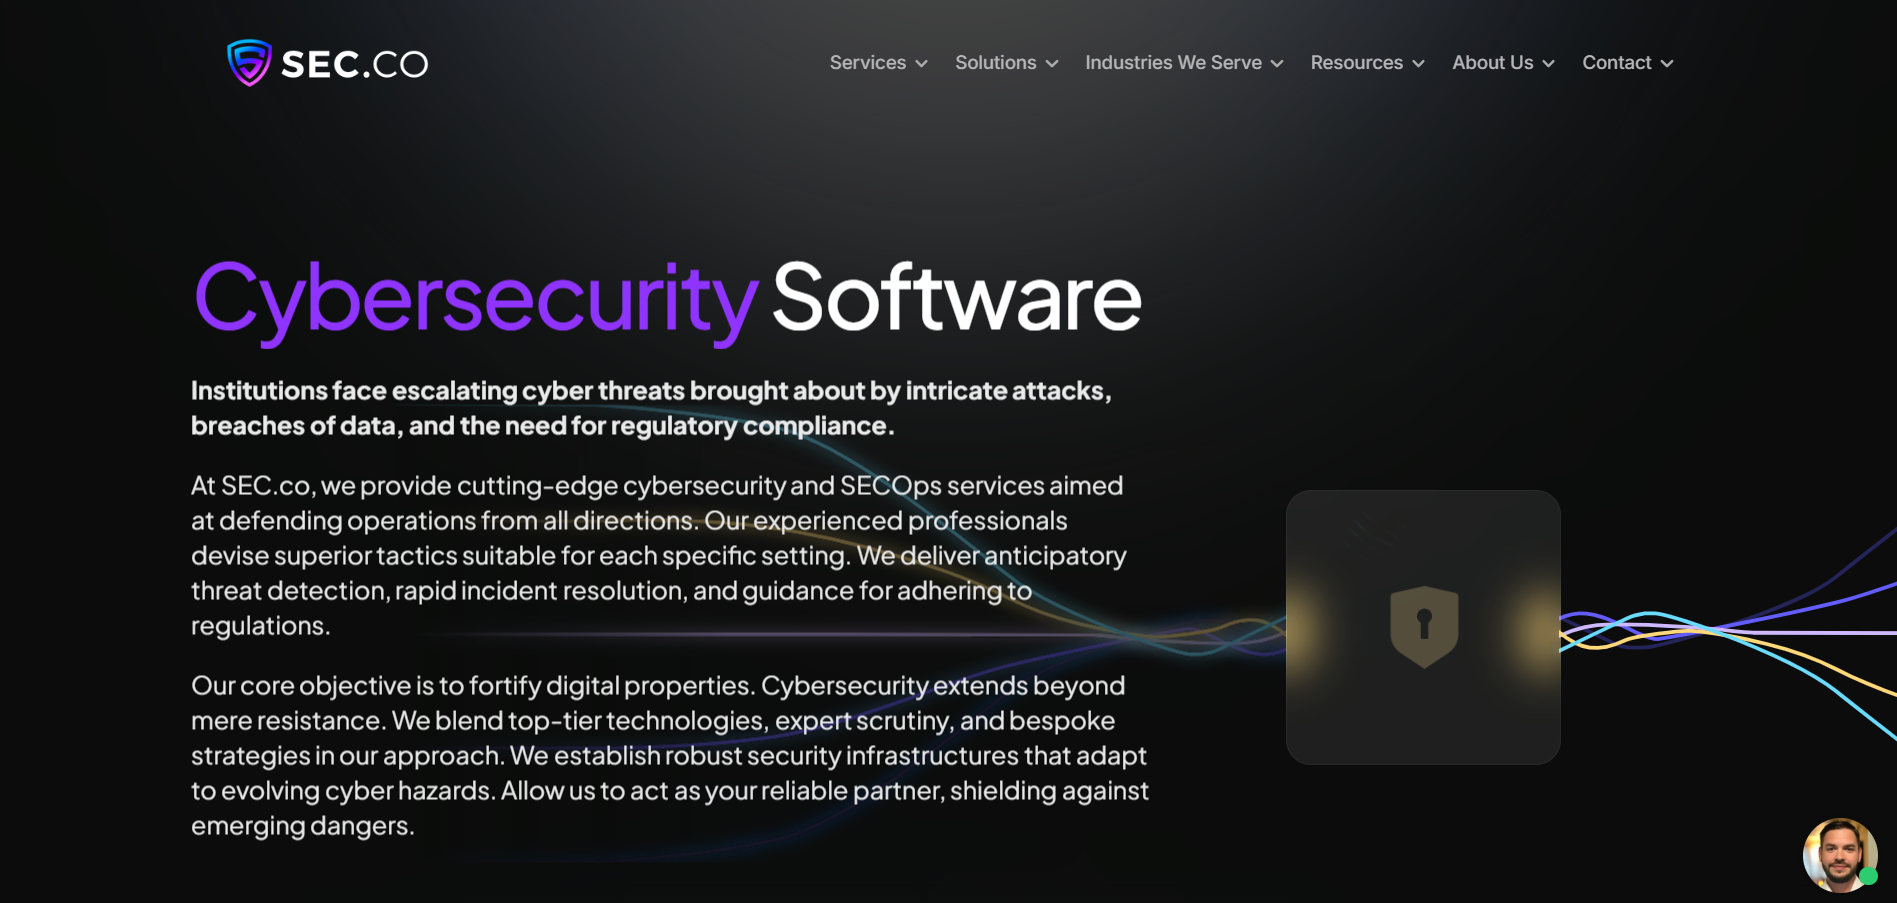 SEC.CO
Services
Solutions
Industries We Serve
Resources
About Us
Contact
Cybersecurity Software
Institutions face escalating cyber threats brought about by intricate attacks,
breaches of data, and the need for regulatory compliance.
At SEC.co, we provide cutting-edge cybersecurity and SECOps services aimed
at defending operations from all directions. Our experienced professionals
devise superior tactics suitable for each specific setting. We deliver anticipatory
threat detection, rapid incident resolution, and guidance for adhering to
regulations.
Our core objective is to fortify digital properties. Cybersecurity extends beyond
mere resistance. We blend top-tier technologies, expert scrutiny, and bespoke
strategies in our approach. We establish robust security infrastructures that adapt
to evolving cyber hazards. Allow us to act as your reliable partner, shielding against
emerging dangers.